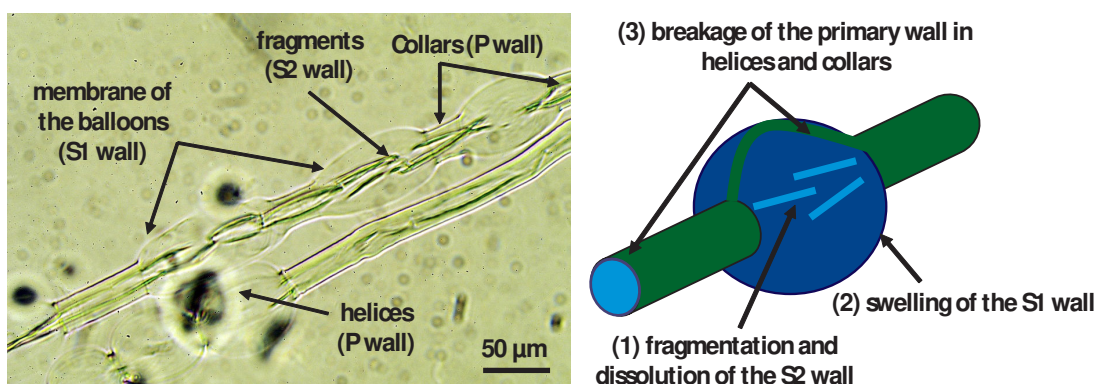 fragments
(S2 wall)
Collars (P wall)
membrane of
the balloons
(S1 wall)
helices
(P wall)
50 µm
(3) breakage of the primary wall in
helices and collars
(2) swelling of the S1 wall
(1) fragmentation and
dissolution of the S2 wall